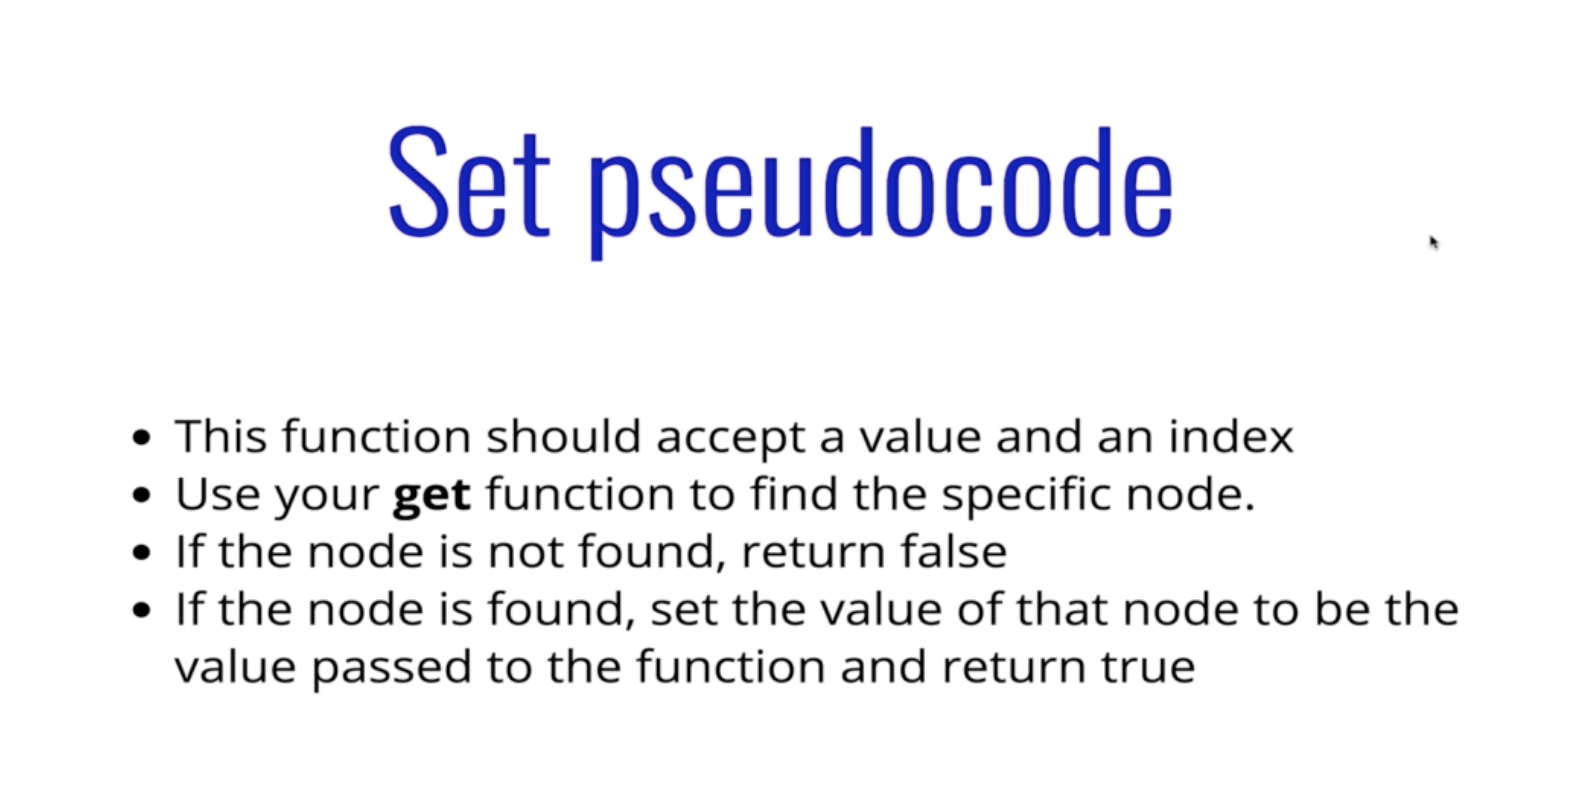 Set pseudocode
• This function should accept a value and an index
• Use your get function to find the specific node.
• If the node is not found, return false
• If the node is found, set the value of that node to be the
value passed to the function and return true